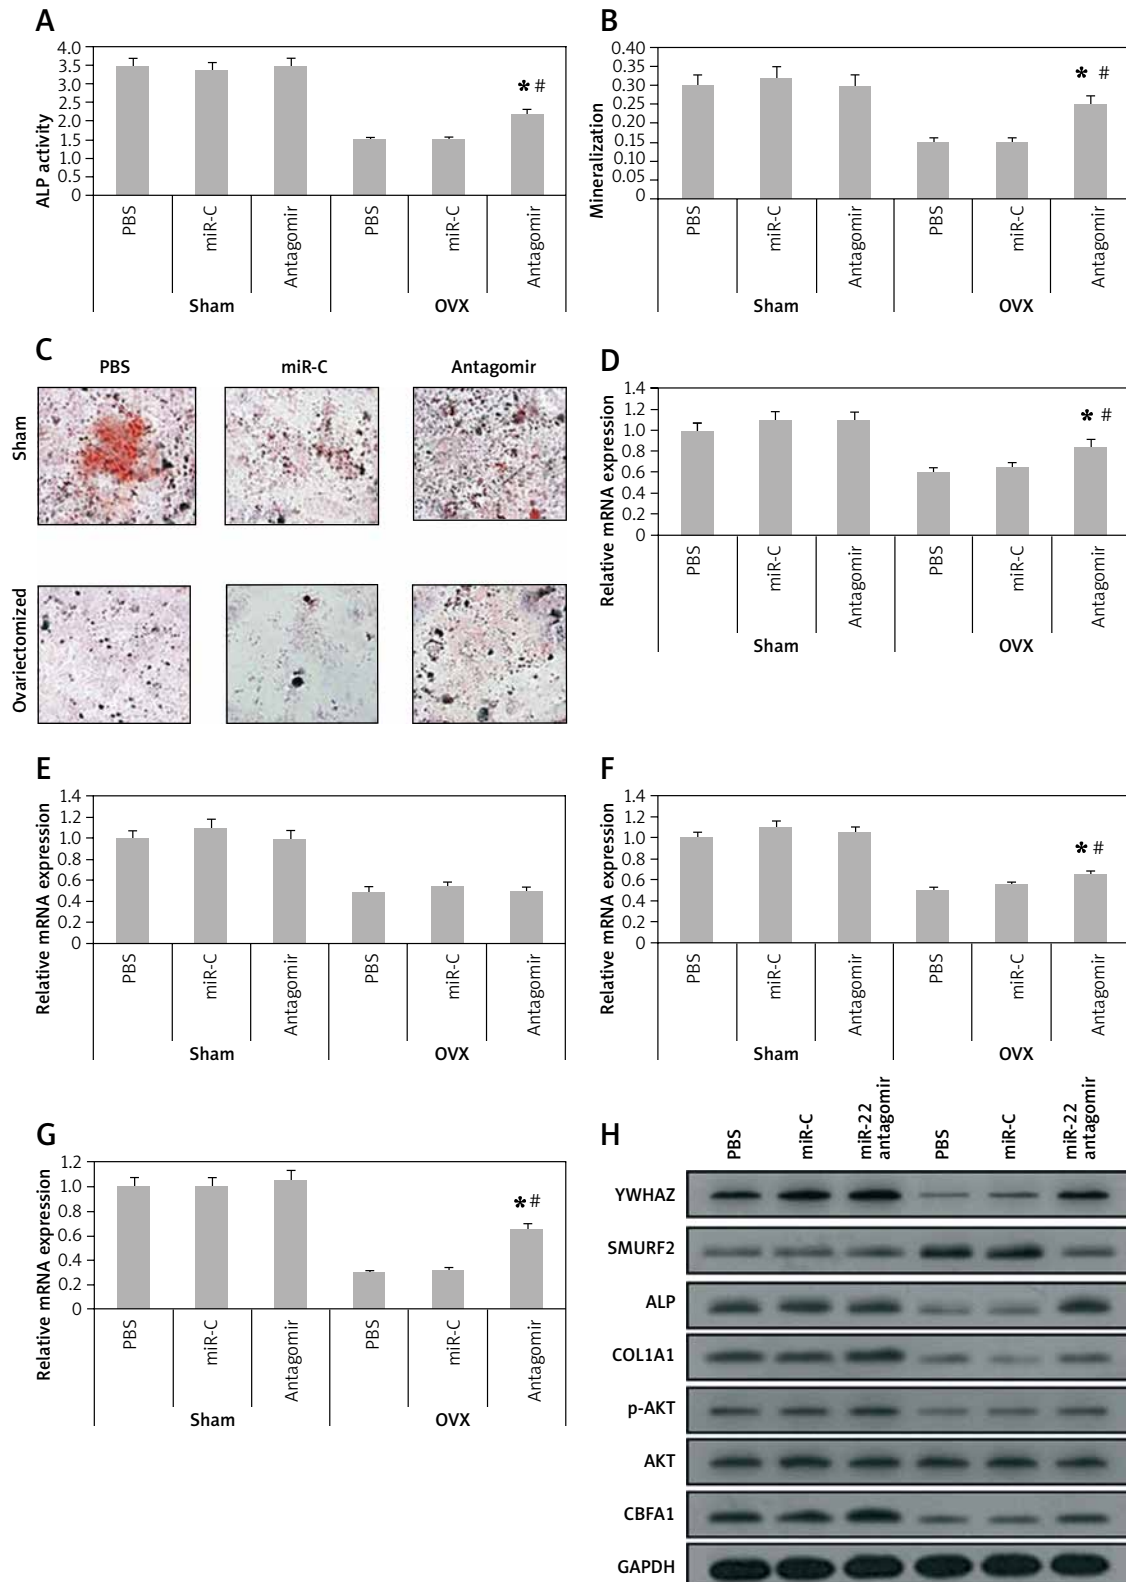 A
ALP activity
4.0
3.5
3.0
2.5
2.0
1.5
1.0
0.5
0
* #
PBS
miR-C
Antagomir
PBS
miR-C
Antagomir
Sham
OVX
B
Mineralization
0.40
0.35
0.30
0.25
0.20
0.15
0.10
0.05
0
* #
PBS
miR-C
Antagomir
PBS
miR-C
Antagomir
Sham
OVX
C
PBS
miR-C
Antagomir
Sham
Ovariectomized
D
Relative mRNA expression
1.4
1.2
1.0
0.8
0.6
0.4
0.2
0
* #
PBS
miR-C
Antagomir
PBS
miR-C
Antagomir
Sham
OVX
E
Relative mRNA expression
1.4
1.2
1.0
0.8
0.6
0.4
0.2
0
PBS
miR-C
Antagomir
PBS
miR-C
Antagomir
Sham
OVX
F
Relative mRNA expression
1.4
1.2
1.0
0.8
0.6
0.4
0.2
0
* #
PBS
miR-C
Antagomir
PBS
miR-C
Antagomir
Sham
OVX
G
Relative mRNA expression
1.2
1.0
0.8
0.6
0.4
0.2
0
* #
PBS
miR-C
Antagomir
PBS
miR-C
Antagomir
Sham
OVX
H
PBS
miR-C
miR-22
antagomir
PBS
miR-C
miR-22
antagomir
YWHAZ
SMURF2
ALP
COL1A1
p-AKT
AKT
CBFA1
GAPDH